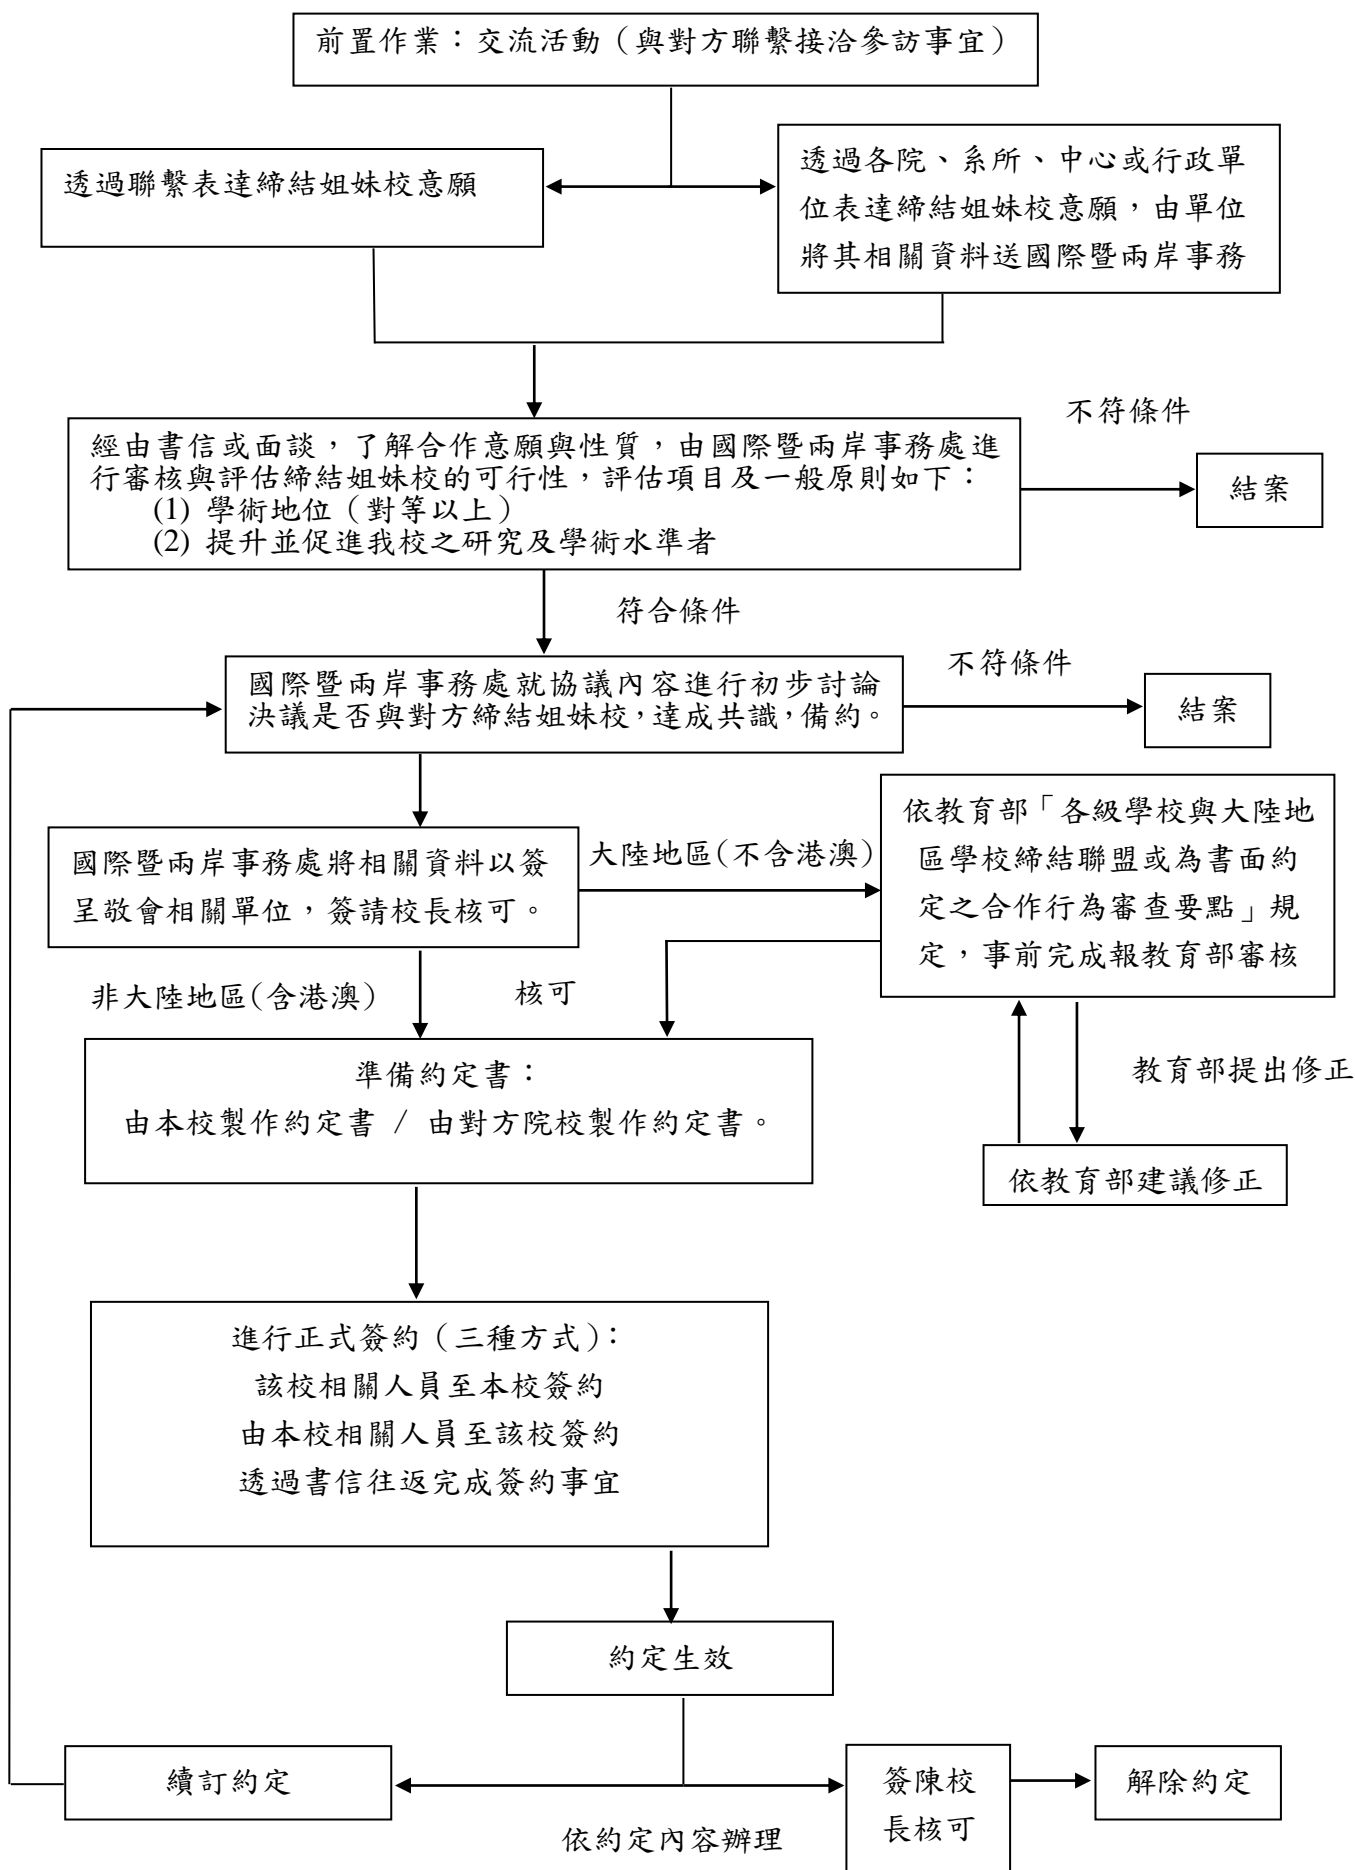 前置作業：交流活動（與對方聯繫接洽參訪事宜）
透過聯繫表達締結姐妹校意願
透過各院、系所、中心或行政單
位表達締結姐妹校意願，由單位
將其相關資料送國際暨兩岸事務
不符條件
經由書信或面談，了解合作意願與性質，由國際暨兩岸事務處進
行審核與評估締結姐妹校的可行性，評估項目及一般原則如下：
(1) 學術地位（對等以上）
(2) 提升並促進我校之研究及學術水準者
結案
符合條件
國際暨兩岸事務處就協議內容進行初步討論
決議是否與對方締結姐妹校，達成共識，備約。
不符條件
結案
國際暨兩岸事務處將相關資料以簽
呈敬會相關單位，簽請校長核可。
大陸地區(不含港澳)
依教育部「各級學校與大陸地
區學校締結聯盟或為書面約
定之合作行為審查要點」規
定，事前完成報教育部審核
非大陸地區(含港澳)
核可
準備約定書：
由本校製作約定書 / 由對方院校製作約定書。
教育部提出修正
依教育部建議修正
進行正式簽約（三種方式）：
該校相關人員至本校簽約
由本校相關人員至該校簽約
透過書信往返完成簽約事宜
約定生效
續訂約定
簽陳校
長核可
解除約定
依約定內容辦理